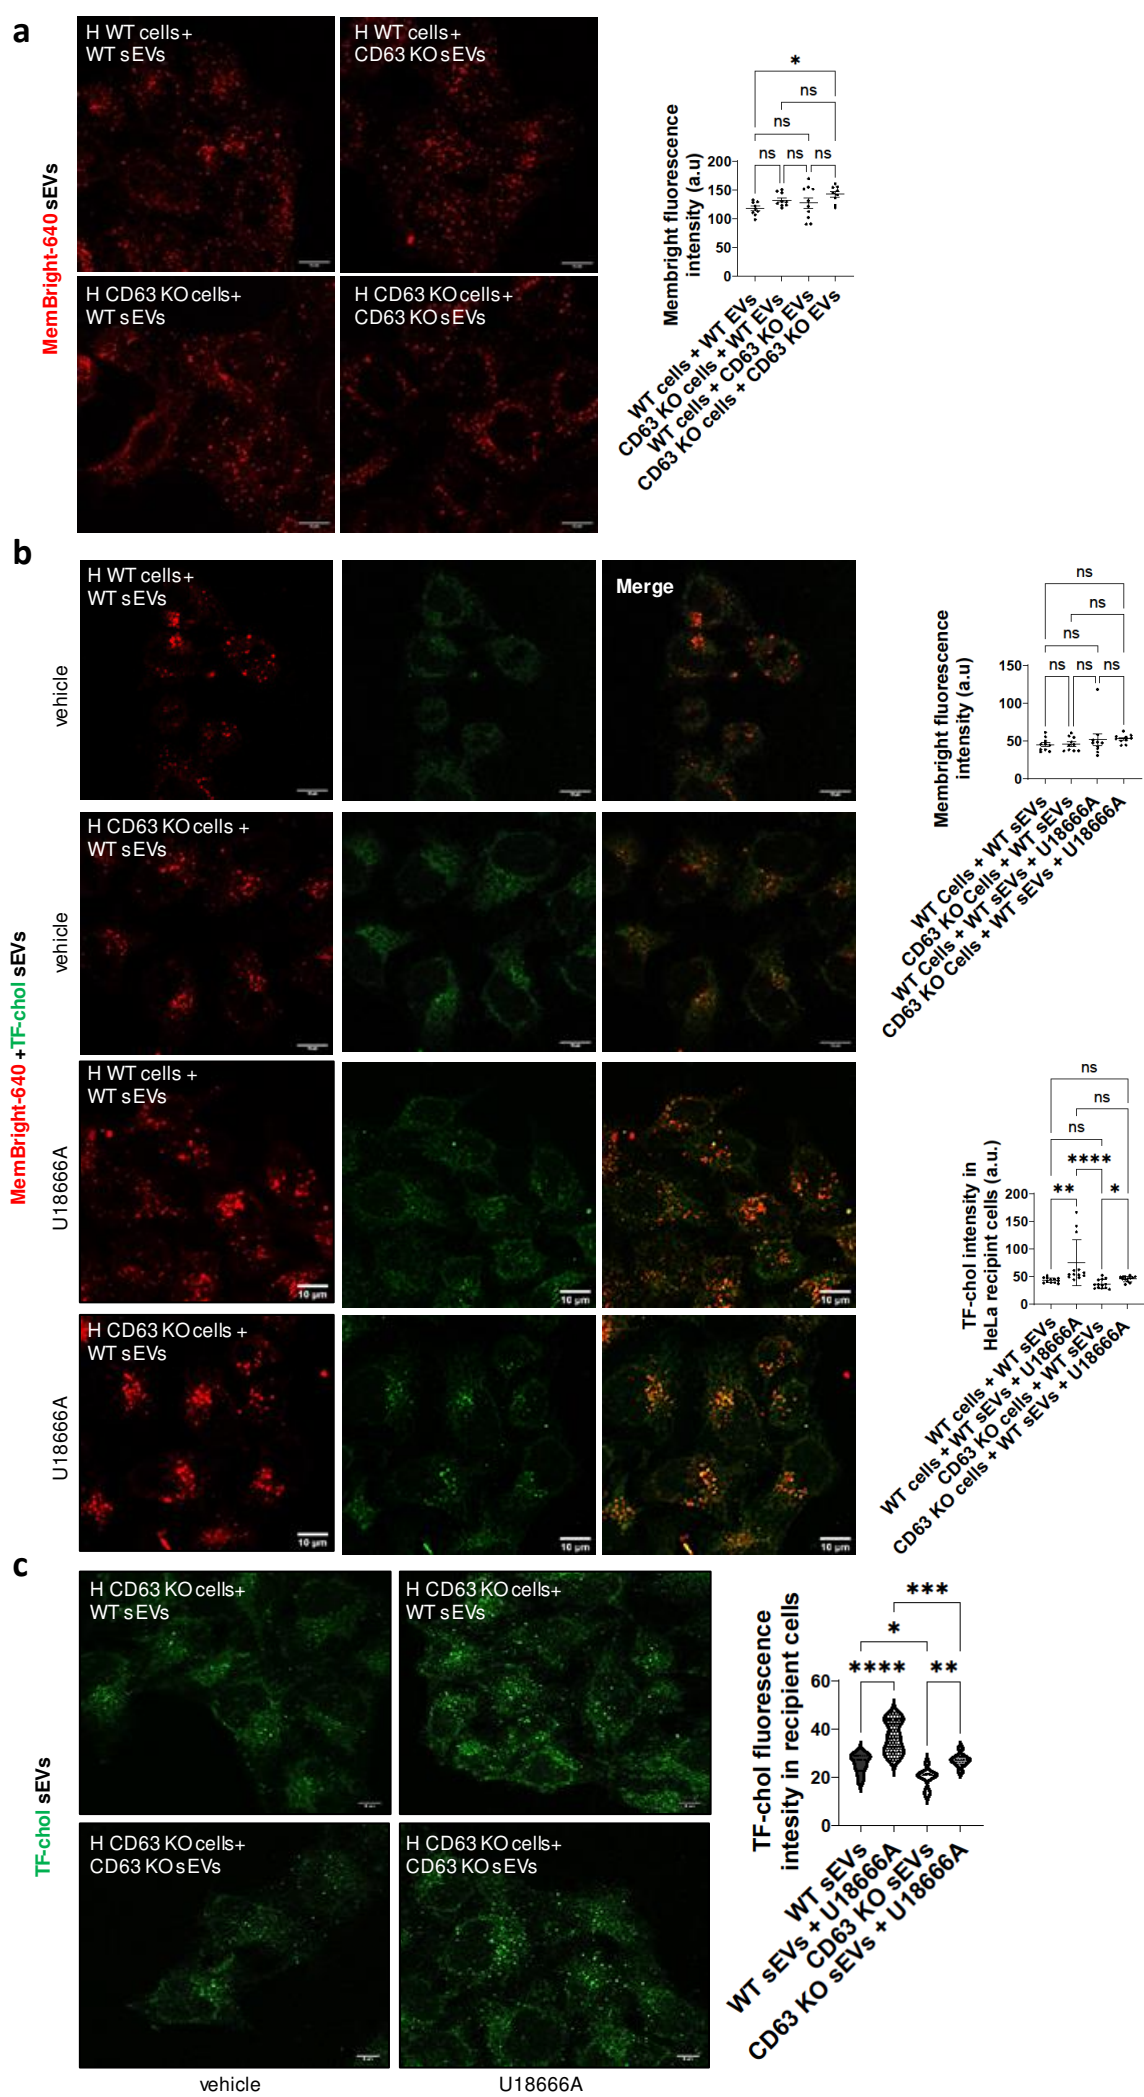 a
H WT cells+
WT sEVs
H WT cells+
CD63 KO sEVs
H CD63 KO cells+
WT sEVs
H CD63 KO cells+
CD63 KO sEVs
MemBright-640 sEVs
*
ns
ns
ns
ns
ns
Membright fluorescence
intensity (a.u)
200
150
100
50
0
WT cells + WT EVs
CD63 KO cells + WT EVs
WT cells + CD63 KO EVs
CD63 KO cells + CD63 KO EVs
b
H WT cells+
WT sEVs
Merge
vehicle
H CD63 KO cells +
WT sEVs
vehicle
H WT cells +
WT sEVs
U18666A
10 µm
10 µm
10 µm
H CD63 KO cells +
WT sEVs
U18666A
10 µm
10 µm
10 µm
MemBright-640 +TF-chol sEVs
ns
ns
ns
ns
ns
ns
Membright fluorescence
intensity (a.u)
150
100
50
0
WT Cells + WT sEVs
CD63 KO Cells + WT sEVs
WT Cells + WT sEVs + U18666A
CD63 KO Cells + WT sEVs + U18666A
ns
ns
ns
****
**
*
TF-chol intensity in
HeLa recipint cells (a.u.)
200
150
100
50
0
WT cells + WT sEVs
WT cells + WT sEVs + U18666A
CD63 KO cells + WT sEVs
CD63 KO cells + WT sEVs + U18666A
c
H CD63 KO cells+
WT sEVs
H CD63 KO cells+
WT sEVs
H CD63 KO cells+
CD63 KO sEVs
H CD63 KO cells+
CD63 KO sEVs
TF-chol sEVs
vehicle
U18666A
***
*
****
**
TF-chol fluorescence
intesity in recipient cells
60
40
20
0
WT sEVs
WT sEVs + U18666A
CD63 KO sEVs
CD63 KO sEVs + U18666A